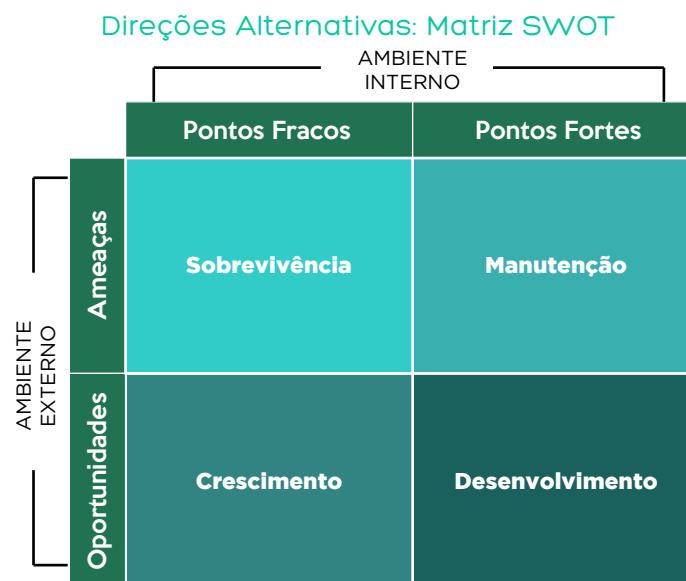 Direções Alternativas: Matriz SWOT
AMBIENTE
INTERNO
Pontos Fracos
Pontos Fortes
AMBIENTE
EXTERNO
Ameaças
Sobrevivência
Manutenção
Oportunidades
Crescimento
Desenvolvimento